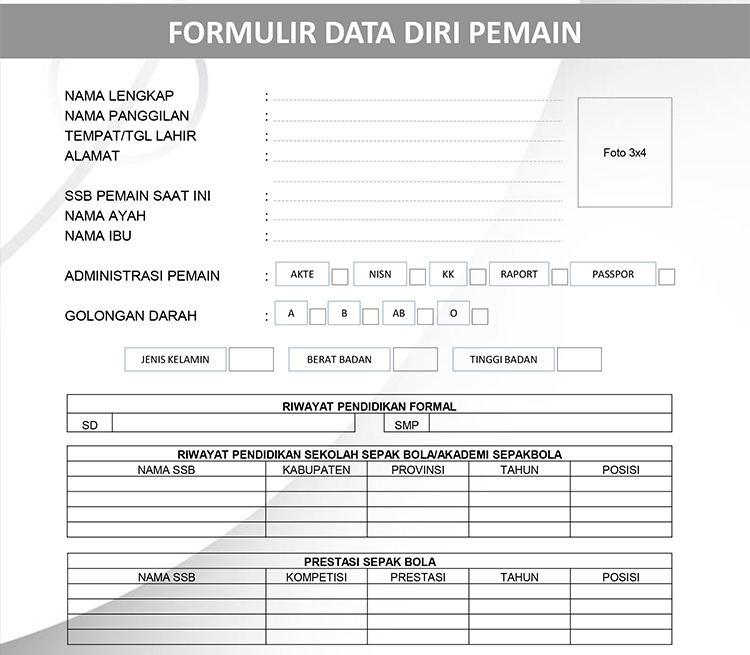 FORMULIR DATA DIRI PEMAIN
NAMA LENGKAP :
NAMA PANGGILAN :
TEMPAT/TGL LAHIR :
ALAMAT :
Foto 3x4
SSB PEMAIN SAAT INI :
NAMA AYAH :
NAMA IBU :
ADMINISTRASI PEMAIN : AKTE NISN KK RAPORT PASSPOR
GOLONGAN DARAH : A B AB O
JENIS KELAMIN BERAT BADAN TINGGI BADAN
RIWAYAT PENDIDIKAN FORMAL
SD SMP
RIWAYAT PENDIDIKAN SEKOLAH SEPAK BOLA/AKADEMI SEPAKBOLA
NAMA SSB KABUPATEN PROVINSI TAHUN POSISI
PRESTASI SEPAK BOLA
NAMA SSB KOMPETISI PRESTASI TAHUN POSISI